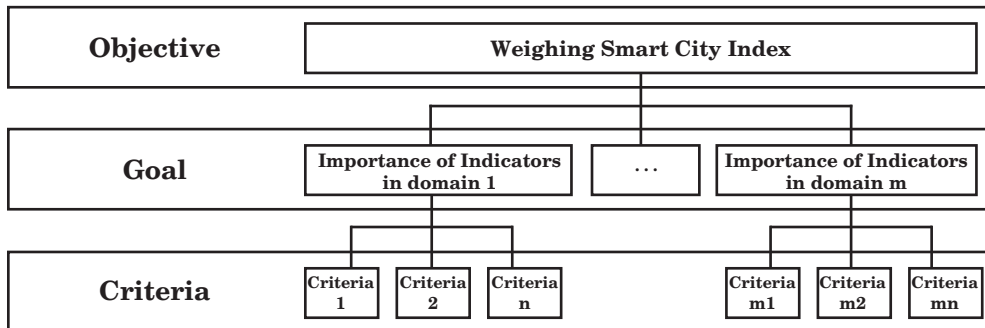 Objective
Weighing Smart City Index
Goal
Importance of Indicators
in domain 1
...
Importance of Indicators
in domain m
Criteria
Criteria
1
Criteria
2
Criteria
n
Criteria
m1
Criteria
m2
Criteria
mn